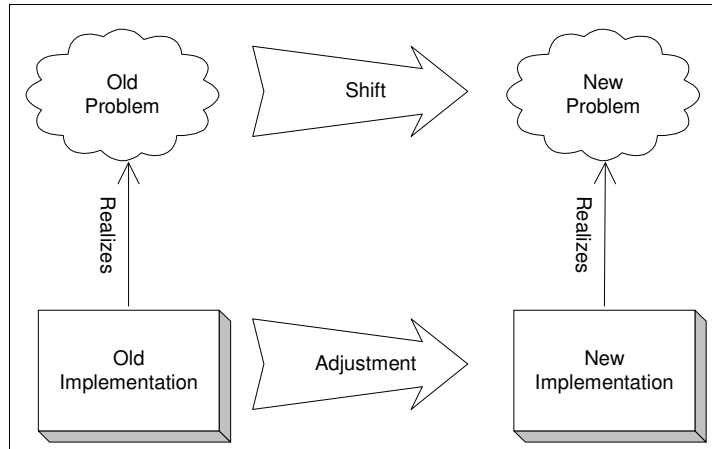 Old
Problem
Shift
New
Problem
Realizes
Realizes
Old
Implementation
Adjustment
New
Implementation